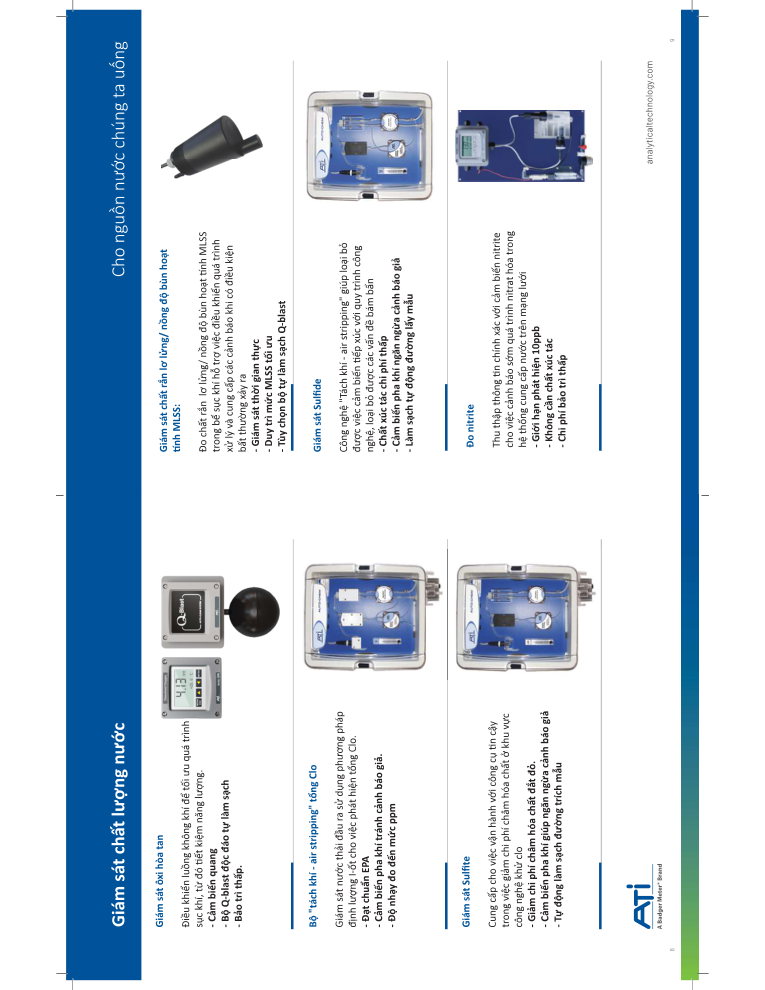 Giám sát chất lượng nước
Giám sát ôxi hòa tan
Điều khiển luồng không khí để tối ưu quá trình
sục khí, từ đó tiết kiệm năng lượng.
- Cảm biến quang
- Bộ Q-blast độc đáo tự làm sạch
- Bảo trì thấp.
Bộ "tách khí - air stripping" tổng Clo
Giám sát nước thải đầu ra sử dụng phương pháp
định lượng I-ốt cho việc phát hiện tổng Clo.
- Đạt chuẩn EPA
- Cảm biến pha khí tránh cảnh báo giả.
- Độ nhạy đo đến mức ppm
Giám sát Sulfite
Cung cấp cho việc vận hành với công cụ tin cậy
trong việc giảm chi phí châm hóa chất ở khu vực
công nghệ khử clo
- Giảm chi phí châm hóa chất đắt đỏ.
- Cảm biến pha khí giúp ngăn ngừa cảnh báo giả
- Tự động làm sạch đường trích mẫu
ATi
A Badger Meter® Brand
8
Cho nguồn nước chúng ta uống
Giám sát chất rắn lơ lửng/ nồng độ bùn hoạt
tính MLSS:
Đo chất rắn lơ lửng/ nồng độ bùn hoạt tính MLSS
trong bể sục khí hỗ trợ việc điều khiển quá trình
xử lý và cung cấp các cảnh báo khi có điều kiện
bất thường xảy ra
- Giám sát thời gian thực
- Duy trì mức MLSS tối ưu
- Tùy chọn bộ tự làm sạch Q-blast
Giám sát Sulfide
Công nghệ "Tách khí - air stripping" giúp loại bỏ
được việc cảm biến tiếp xúc với quy trình công
nghệ, loại bỏ được các vấn đề bám bẩn
- Chất xúc tác chi phí thấp
- Cảm biến pha khí ngăn ngừa cảnh báo giả
- Làm sạch tự động đường lấy mẫu
Đo nitrite
Thu thập thông tin chính xác với cảm biến nitrite
cho việc cảnh báo sớm quá trình nitrat hóa trong
hệ thống cung cấp nước trên mạng lưới
- Giới hạn phát hiện 10ppb
- Không cần chất xúc tác
- Chi phí bảo trì thấp
analyticaltechnology.com
9
Q-Blast
4.13
ATi
ATi
ATi